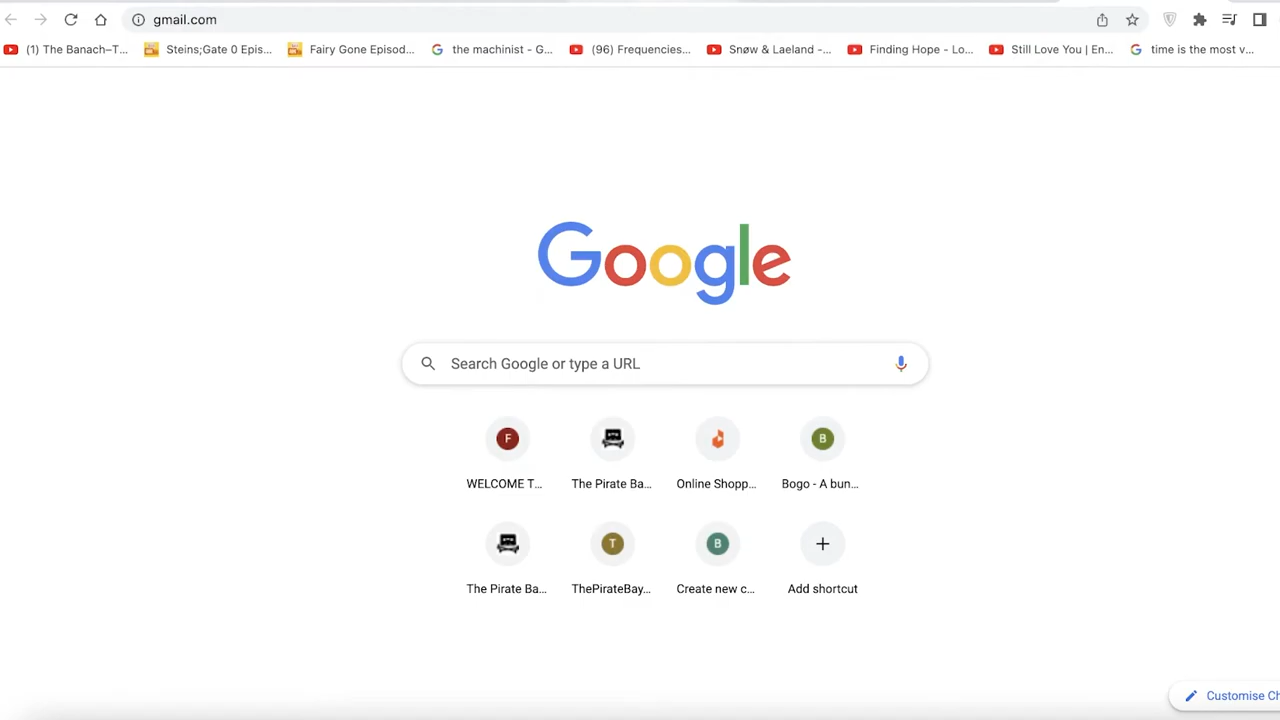 gmail.com
(1) The Banach–T... Steins;Gate 0 Epis... Fairy Gone Episod... the machinist - G... (96) Frequencies... Snøw & Laeland -... Finding Hope - Lo... Still Love You | En... time is the most v...
Google
Search Google or type a URL
F B
WELCOME T... The Pirate Ba... Online Shopp... Bogo - A bun...
T B
The Pirate Ba... ThePirateBay... Create new c... Add shortcut
Customise Ch